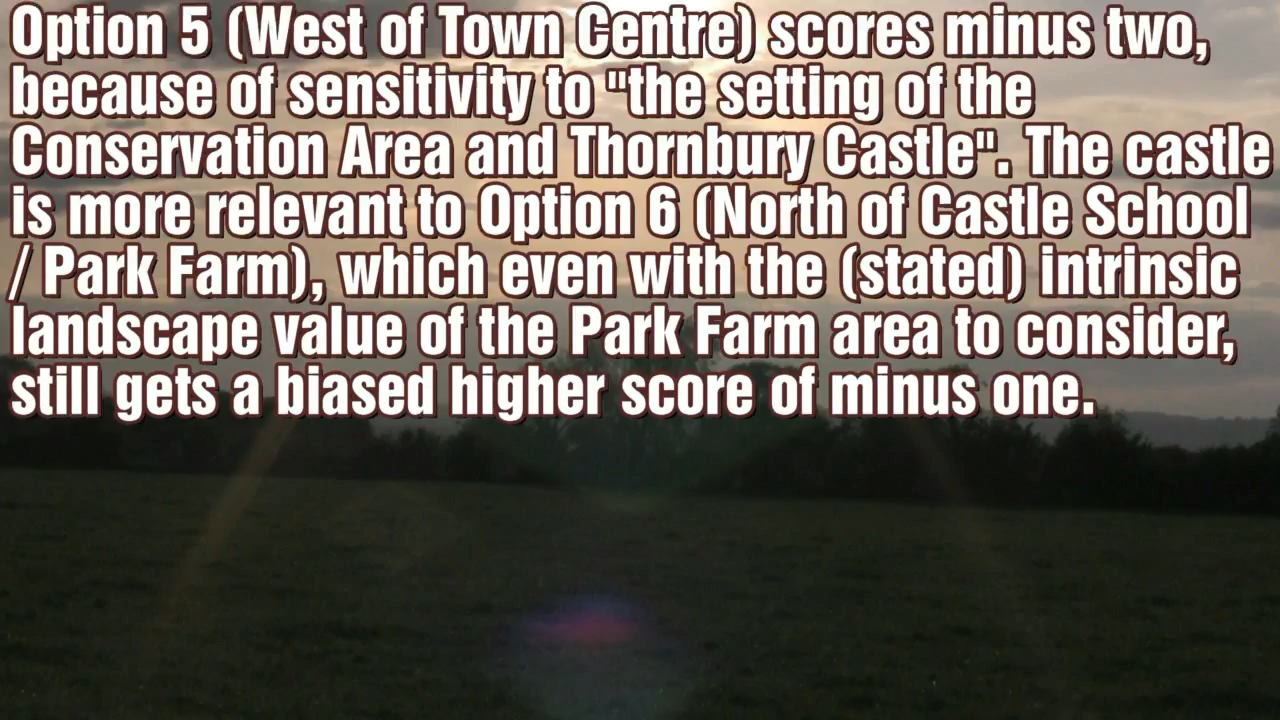 Option 5 (West of Town Centre) scores minus two,
because of sensitivity to "the setting of the
Conservation Area and Thornbury Castle". The castle
is more relevant to Option 6 (North of Castle School
/ Park Farm), which even with the (stated) intrinsic
landscape value of the Park Farm area to consider,
still gets a biased higher score of minus one.